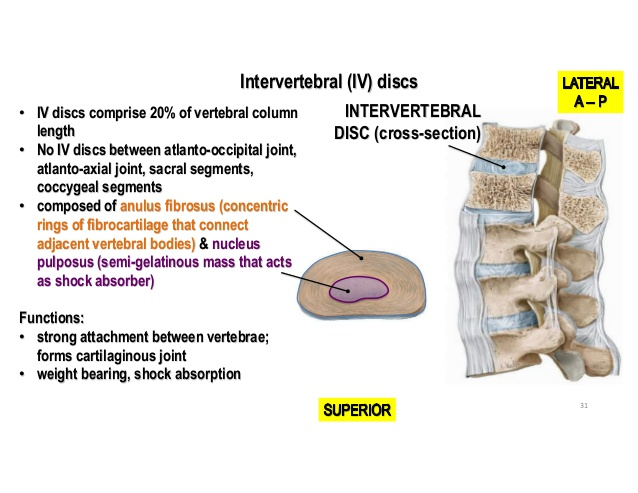 Intervertebral (IV) discs
LATERAL
A – P
• IV discs comprise 20% of vertebral column
length
• No IV discs between atlanto-occipital joint,
atlanto-axial joint, sacral segments,
coccygeal segments
• composed of anulus fibrosus (concentric
rings of fibrocartilage that connect
adjacent vertebral bodies) & nucleus
pulposus (semi-gelatinous mass that acts
as shock absorber)
INTERVERTEBRAL
DISC (cross-section)
Functions:
• strong attachment between vertebrae;
forms cartilaginous joint
• weight bearing, shock absorption
SUPERIOR
31